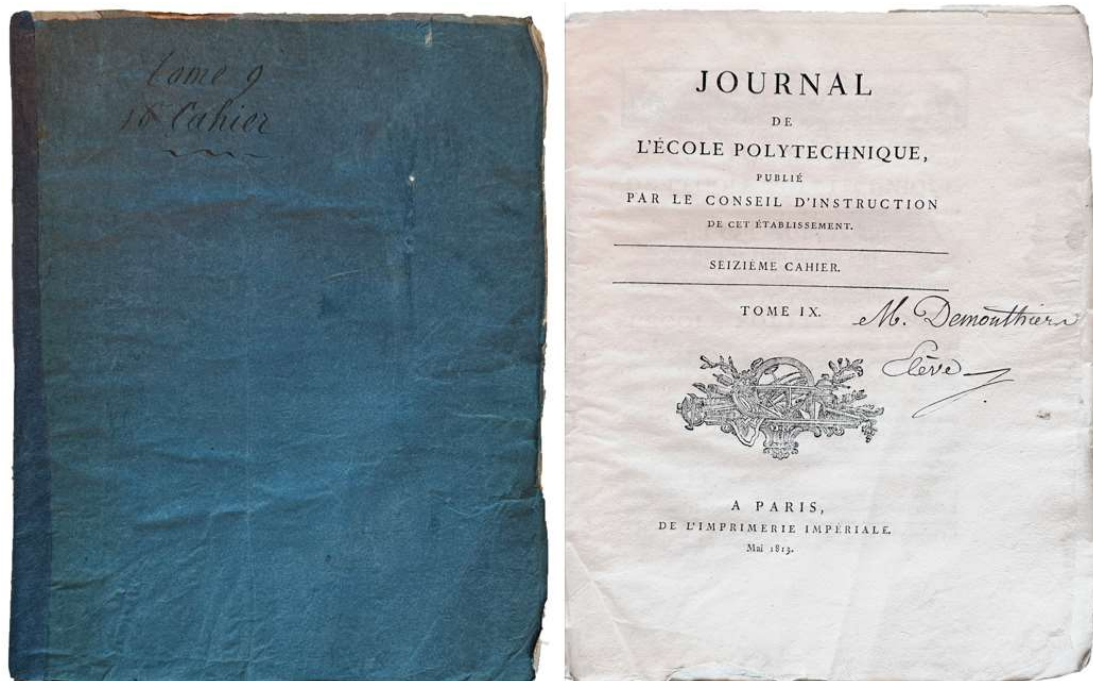 Tome 9
16 Cahier
JOURNAL
DE
L'ÉCOLE POLYTECHNIQUE,
PUBLIÉ
PAR LE CONSEIL D'INSTRUCTION
DE CET ÉTABLISSEMENT.
SEIZIÈME CAHIER.
TOME IX.
M. Demonthiers
Élève
A PARIS,
DE L'IMPRIMERIE IMPÉRIALE.
Mai 1813.